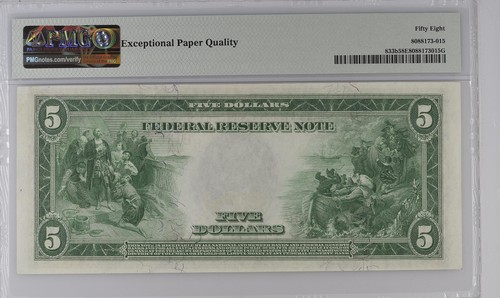 PMG
PMGnotes.com/verify
Exceptional Paper Quality
Fifty Eight
8088173-015
833b58E8088173015G
FIVE DOLLARS
5 5
FEDERAL RESERVE NOTE
FIVE
DOLLARS
5 5